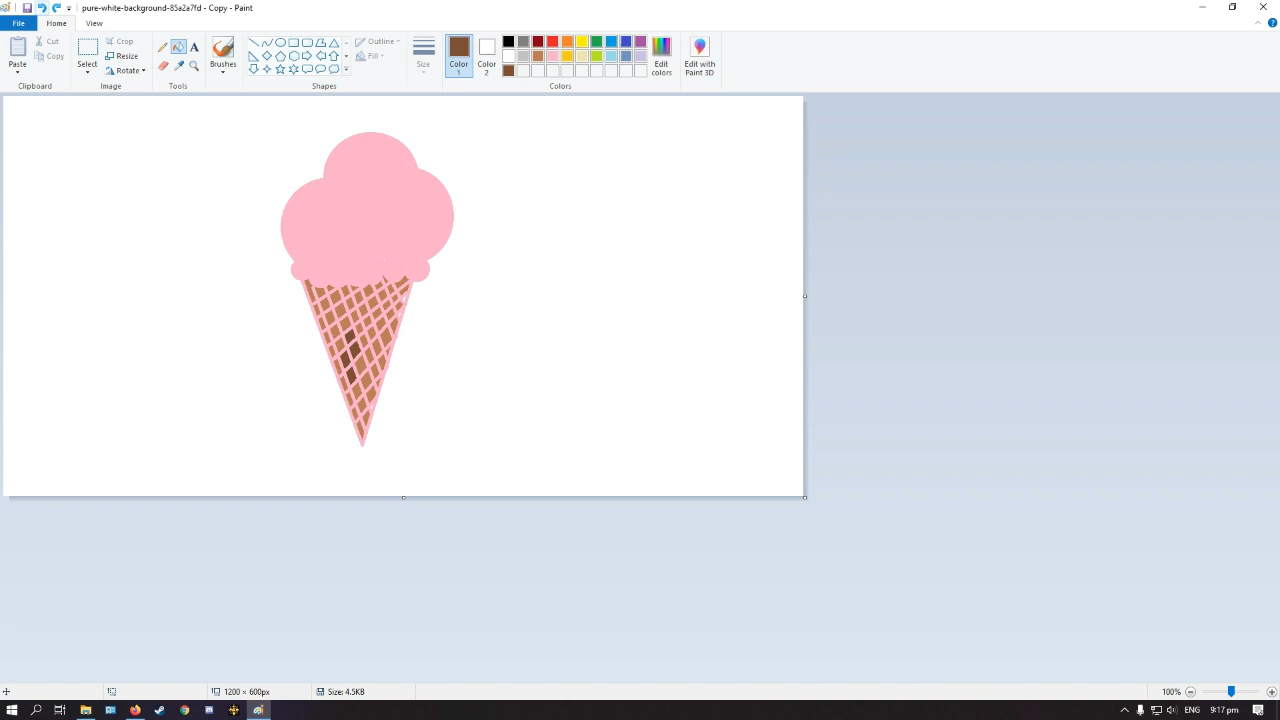 pure-white-background-85a2a7fd - Copy - Paint
File Home View
Paste Cut Copy
Select Crop Resize Rotate
Brushes
Outline Fill
Size
Color 1
Color 2
Edit colors
Edit with Paint 3D
Clipboard Image Tools Shapes Colors
1200 × 600px Size: 4.5KB 100%
ENG 9:17 pm